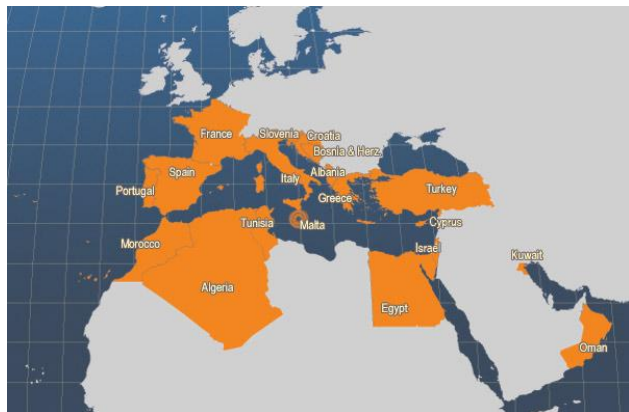 France
Slovenia
Croatia
Bosnia & Herz.
Spain
Italy
Albania
Portugal
Greece
Turkey
Tunisia
Malta
Cyprus
Morocco
Israel
Kuwait
Algeria
Egypt
Oman